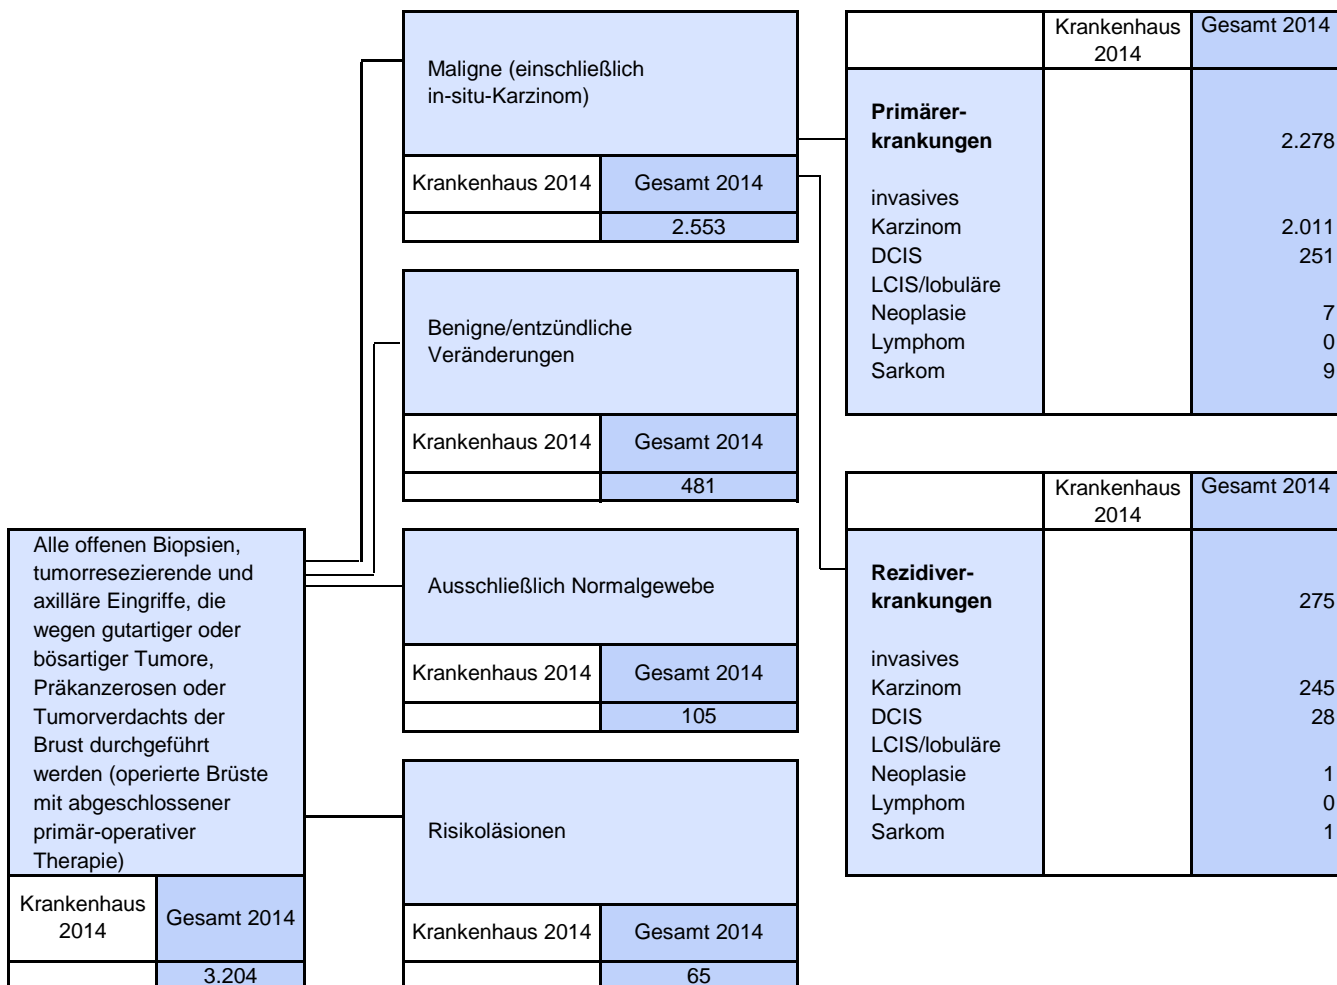 Alle offenen Biopsien,
tumorresezierende und
axilläre Eingriffe, die
wegen gutartiger oder
bösartiger Tumore,
Präkanzerosen oder
Tumorverdachts der
Brust durchgeführt
werden (operierte Brüste
mit abgeschlossener
primär-operativer
Therapie)
Krankenhaus
2014
Gesamt 2014
3.204
Maligne (einschließlich
in-situ-Karzinom)
Krankenhaus 2014 Gesamt 2014
2.553
Benigne/entzündliche
Veränderungen
Krankenhaus 2014 Gesamt 2014
481
Ausschließlich Normalgewebe
Krankenhaus 2014 Gesamt 2014
105
Risikoläsionen
Krankenhaus 2014 Gesamt 2014
65
Krankenhaus
2014
Gesamt 2014
Primärer-
krankungen 2.278
invasives
Karzinom 2.011
DCIS 251
LCIS/lobuläre
Neoplasie 7
Lymphom 0
Sarkom 9
Krankenhaus
2014
Gesamt 2014
Rezidiver-
krankungen 275
invasives
Karzinom 245
DCIS 28
LCIS/lobuläre
Neoplasie 1
Lymphom 0
Sarkom 1